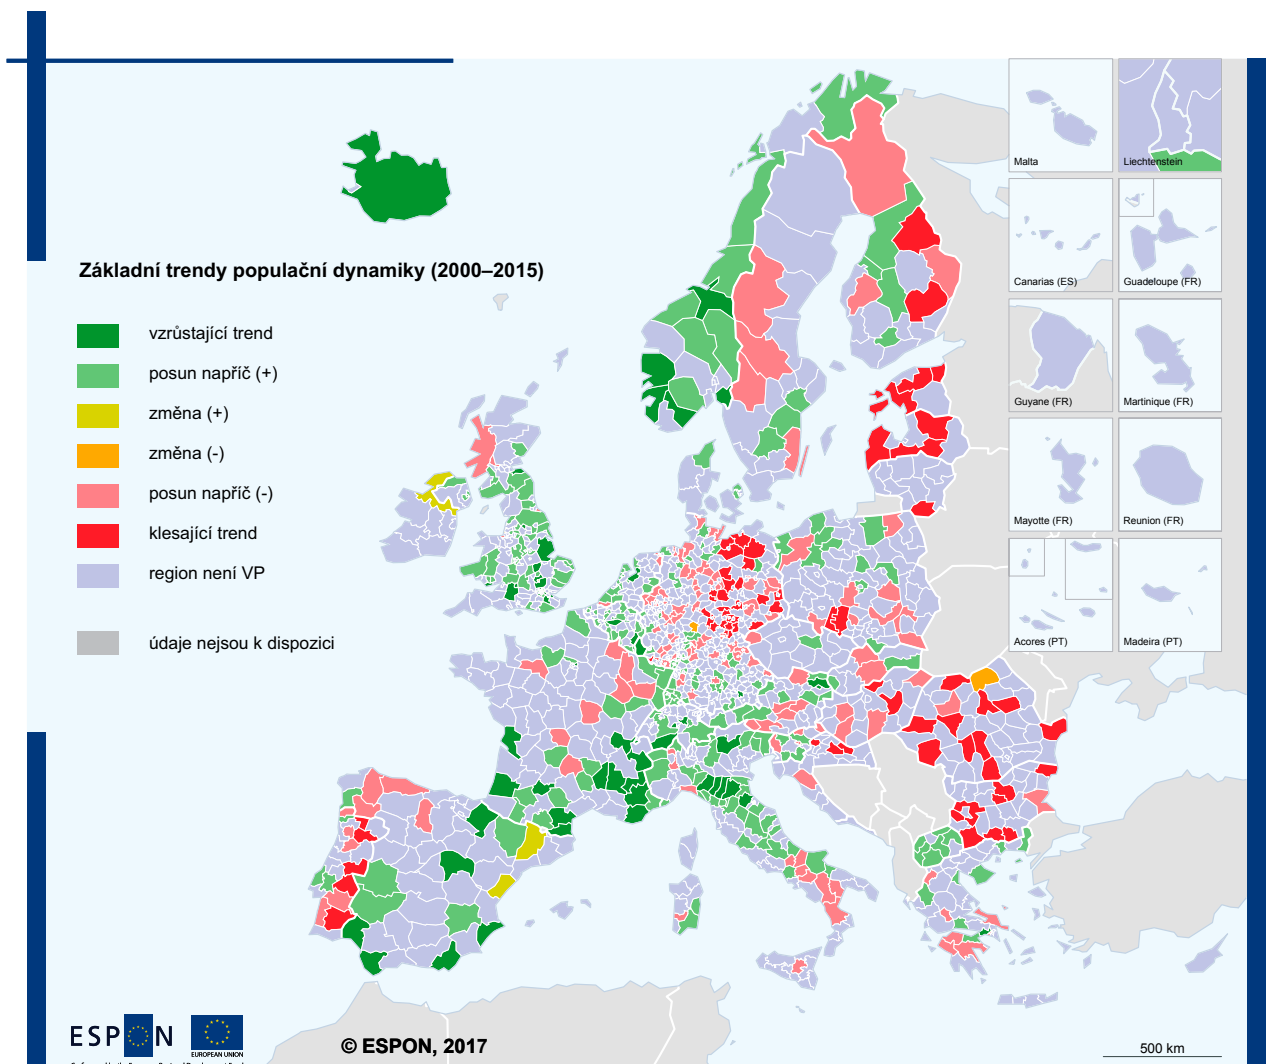 Malta
Liechtenstein
Canarias (ES)
Guadeloupe (FR)
Guyane (FR)
Martinique (FR)
Mayotte (FR)
Reunion (FR)
Acores (PT)
Madeira (PT)
Základní trendy populační dynamiky (2000–2015)
vzrůstající trend
posun napříč (+)
změna (+)
změna (-)
posun napříč (-)
klesající trend
region není VP
údaje nejsou k dispozici
ESPON
EUROPEAN UNION
© ESPON, 2017
500 km